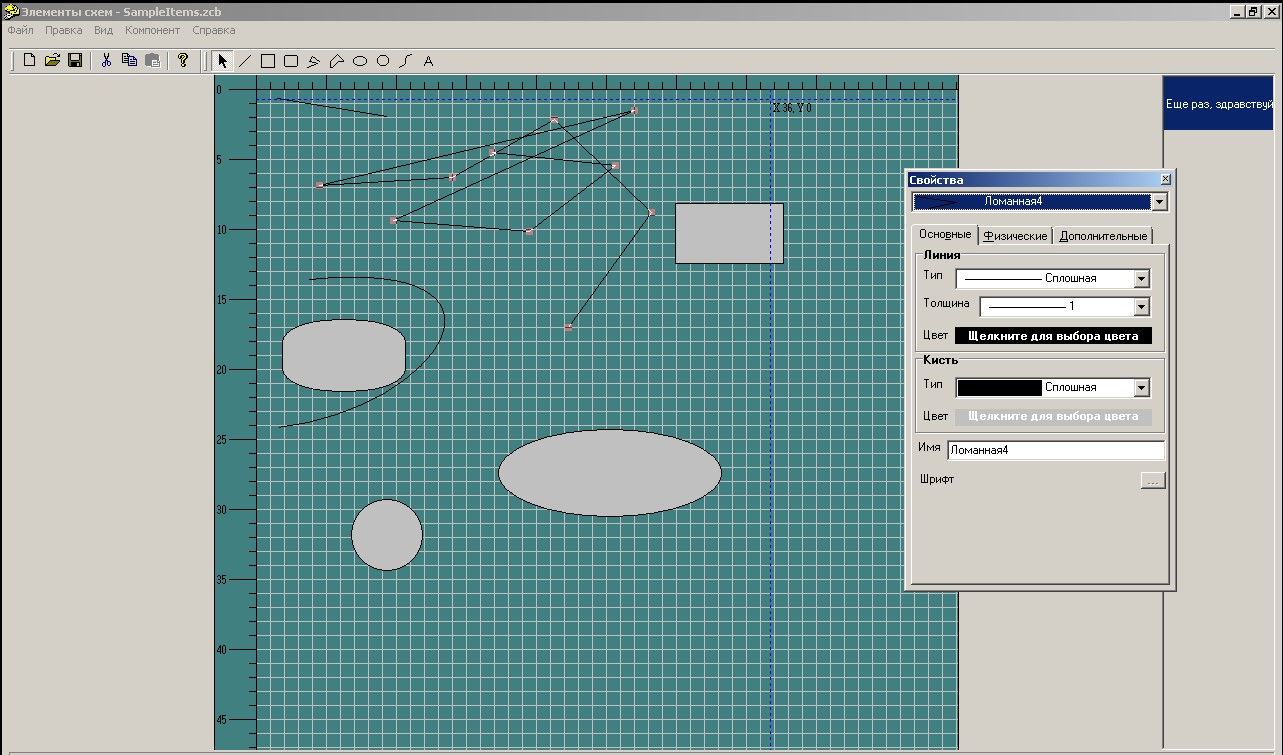 Элементы схем - SampleItems.zcb
Файл Правка Вид Компонент Справка
A
0
X 36, Y 0
5
10
15
20
25
30
35
40
45
Еще раз, здравствуй
Свойства
Ломанная4
Основные Физические Дополнительные
Линия
Тип Сплошная
Толщина 1
Цвет Щелкните для выбора цвета
Кисть
Тип Сплошная
Цвет Щелкните для выбора цвета
Имя Ломанная4
Шрифт ...